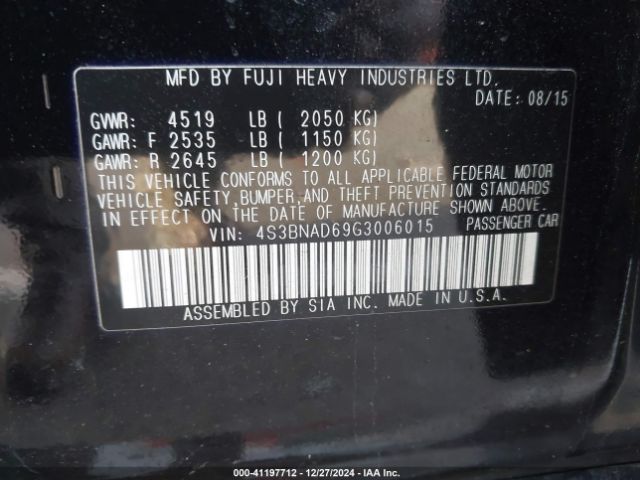 MFD BY FUJI HEAVY INDUSTRIES LTD.
DATE: 08/15
GVWR: 4519 LB ( 2050 KG)
GAWR: F 2535 LB ( 1150 KG)
GAWR: R 2645 LB ( 1200 KG)
THIS VEHICLE CONFORMS TO ALL APPLICABLE FEDERAL MOTOR
VEHICLE SAFETY, BUMPER, AND THEFT PREVENTION STANDARDS
IN EFFECT ON THE DATE OF MANUFACTURE SHOWN ABOVE.
VIN: 4S3BNAD69G3006015 PASSENGER CAR
ASSEMBLED BY SIA INC. MADE IN U.S.A.
000-41197712 - 12/27/2024 - IAA Inc.